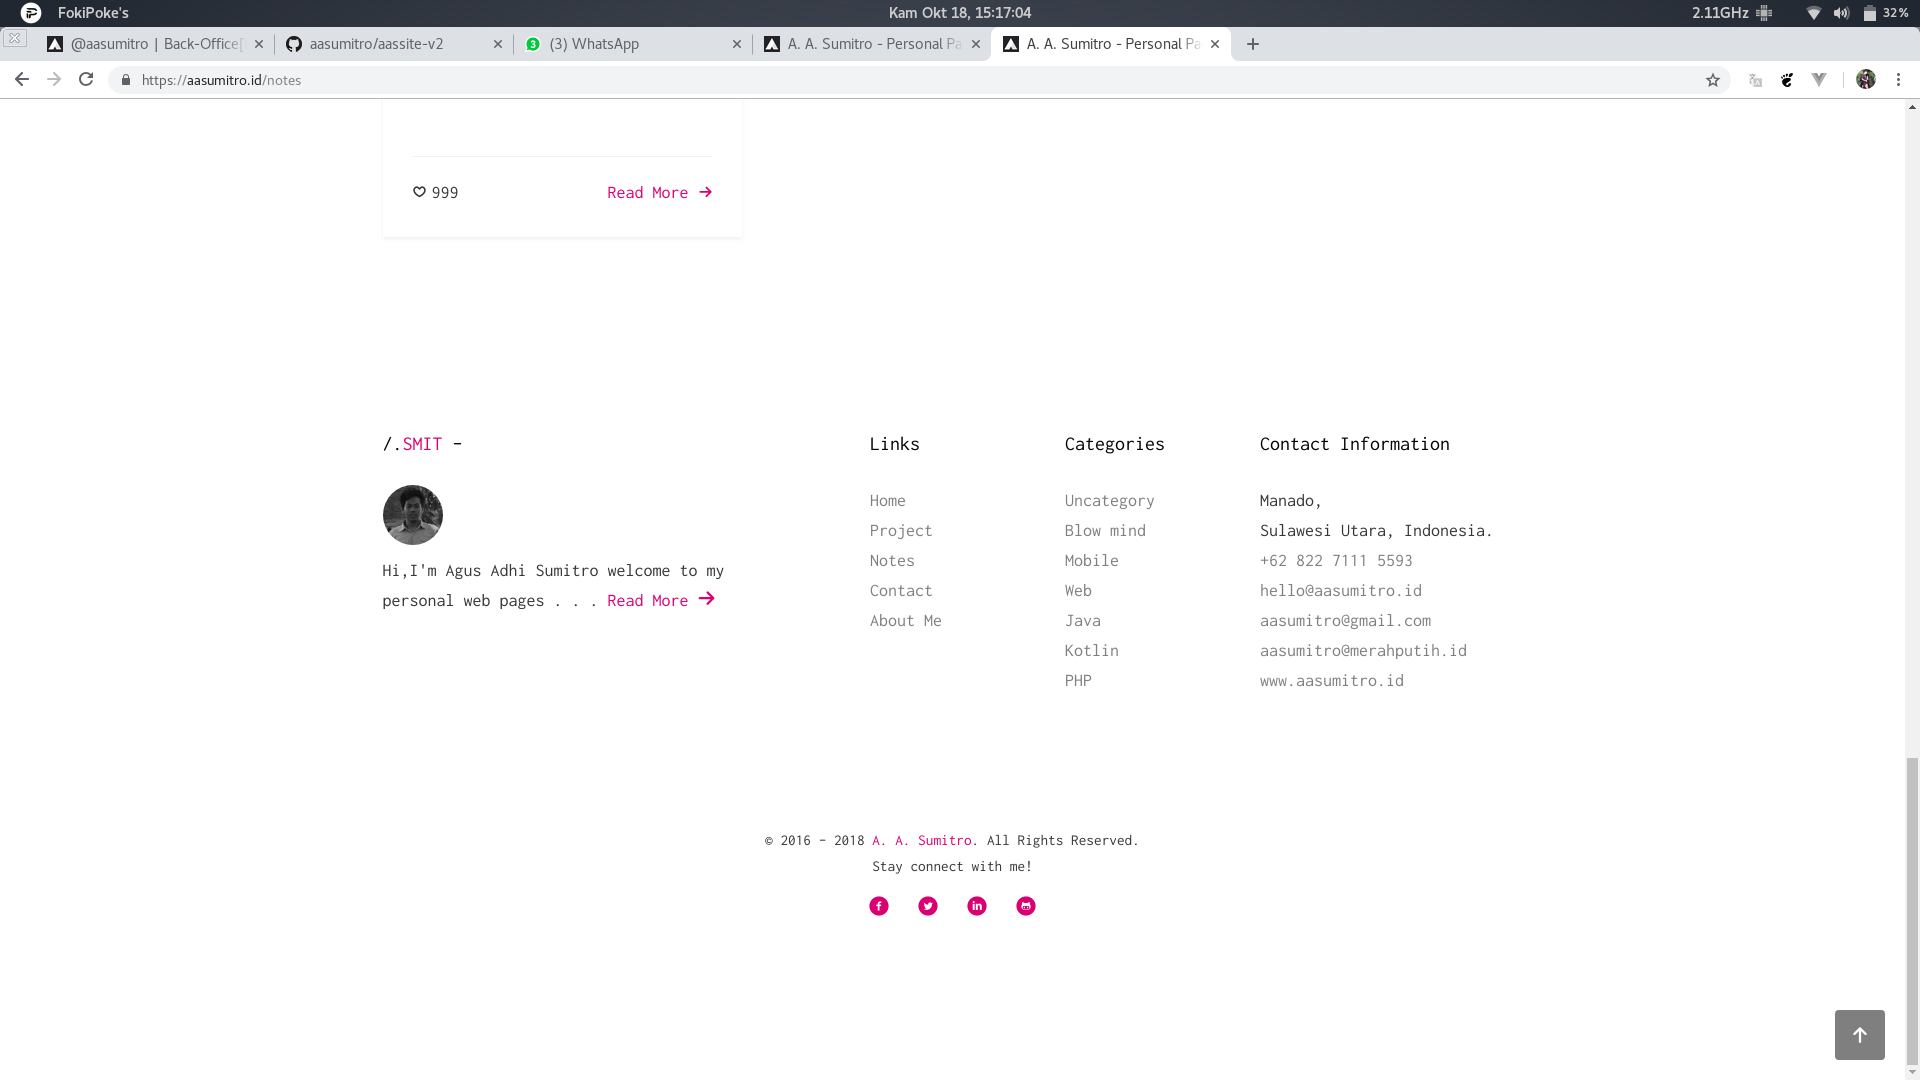 FokiPoke's
Kam Okt 18, 15:17:04
2.11GHz
32%
@aasumitro | Back-Office[
aasumitro/aassite-v2
3
(3) WhatsApp
A. A. Sumitro - Personal Pa
A. A. Sumitro - Personal Pa
https://aasumitro.id/notes
999
Read More →
/.SMIT –
Hi,I'm Agus Adhi Sumitro welcome to my
personal web pages . . . Read More →
Links
Home
Project
Notes
Contact
About Me
Categories
Uncategory
Blow mind
Mobile
Web
Java
Kotlin
PHP
Contact Information
Manado,
Sulawesi Utara, Indonesia.
+62 822 7111 5593
hello@aasumitro.id
aasumitro@gmail.com
aasumitro@merahputih.id
www.aasumitro.id
© 2016 – 2018 A. A. Sumitro. All Rights Reserved.
Stay connect with me!